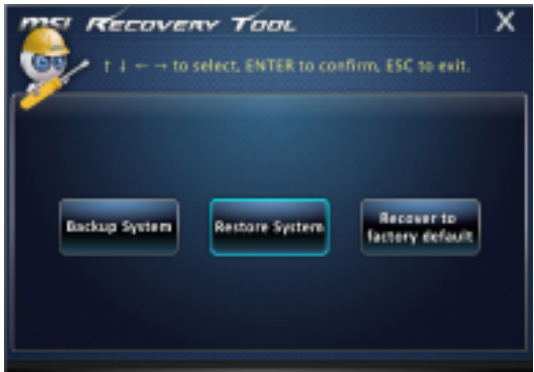 msi RECOVERY TOOL X
↑ ↓ ← → to select, ENTER to confirm, ESC to exit.
Backup System
Restore System
Recover to
factory default